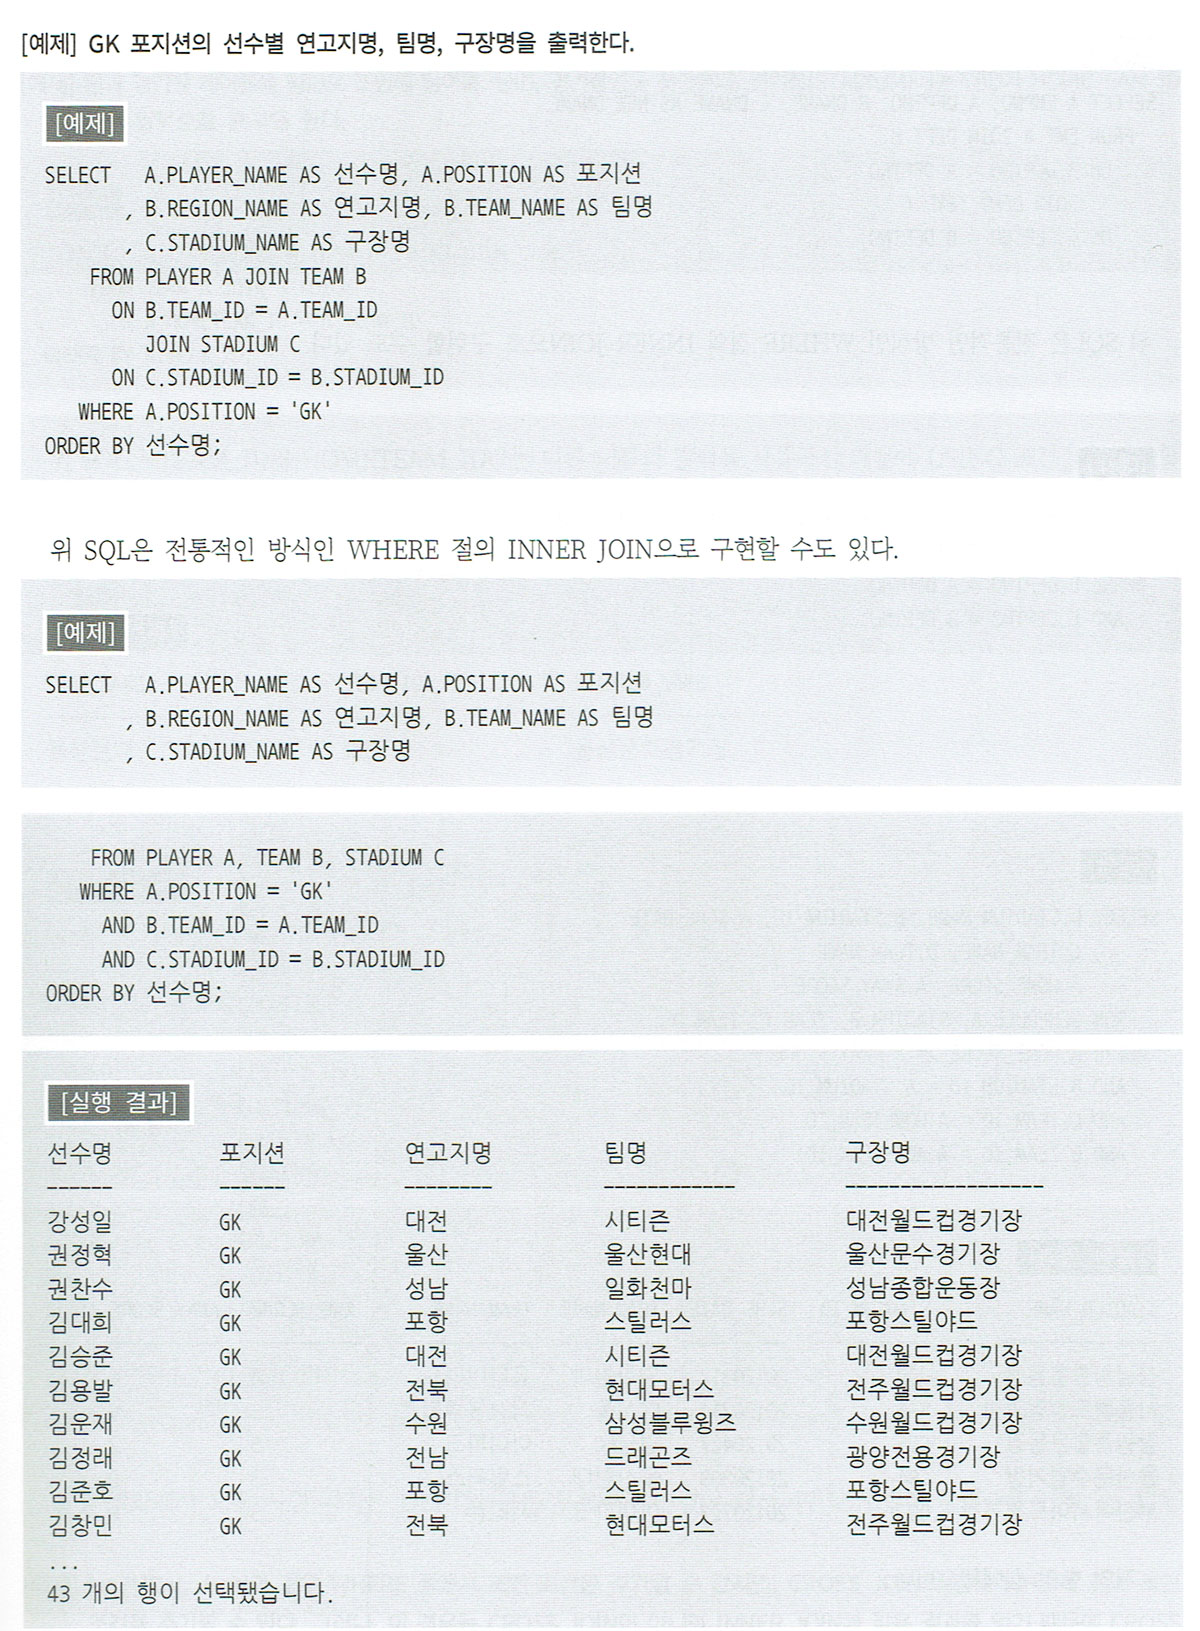 [예제] GK 포지션의 선수별 연고지명, 팀명, 구장명을 출력한다.
[예제]
SELECT A.PLAYER_NAME AS 선수명, A.POSITION AS 포지션
, B.REGION_NAME AS 연고지명, B.TEAM_NAME AS 팀명
, C.STADIUM_NAME AS 구장명
FROM PLAYER A JOIN TEAM B
ON B.TEAM_ID = A.TEAM_ID
JOIN STADIUM C
ON C.STADIUM_ID = B.STADIUM_ID
WHERE A.POSITION = 'GK'
ORDER BY 선수명;
위 SQL은 전통적인 방식인 WHERE 절의 INNER JOIN으로 구현할 수도 있다.
[예제]
SELECT A.PLAYER_NAME AS 선수명, A.POSITION AS 포지션
, B.REGION_NAME AS 연고지명, B.TEAM_NAME AS 팀명
, C.STADIUM_NAME AS 구장명
FROM PLAYER A, TEAM B, STADIUM C
WHERE A.POSITION = 'GK'
AND B.TEAM_ID = A.TEAM_ID
AND C.STADIUM_ID = B.STADIUM_ID
ORDER BY 선수명;
[실행 결과]
선수명 포지션 연고지명 팀명 구장명
------ ------ -------- ------------ ------------------
강성일 GK 대전 시티즌 대전월드컵경기장
권정혁 GK 울산 울산현대 울산문수경기장
권찬수 GK 성남 일화천마 성남종합운동장
김대희 GK 포항 스틸러스 포항스틸야드
김승준 GK 대전 시티즌 대전월드컵경기장
김용발 GK 전북 현대모터스 전주월드컵경기장
김운재 GK 수원 삼성블루윙즈 수원월드컵경기장
김정래 GK 전남 드래곤즈 광양전용경기장
김준호 GK 포항 스틸러스 포항스틸야드
김창민 GK 전북 현대모터스 전주월드컵경기장
...
43 개의 행이 선택됐습니다.